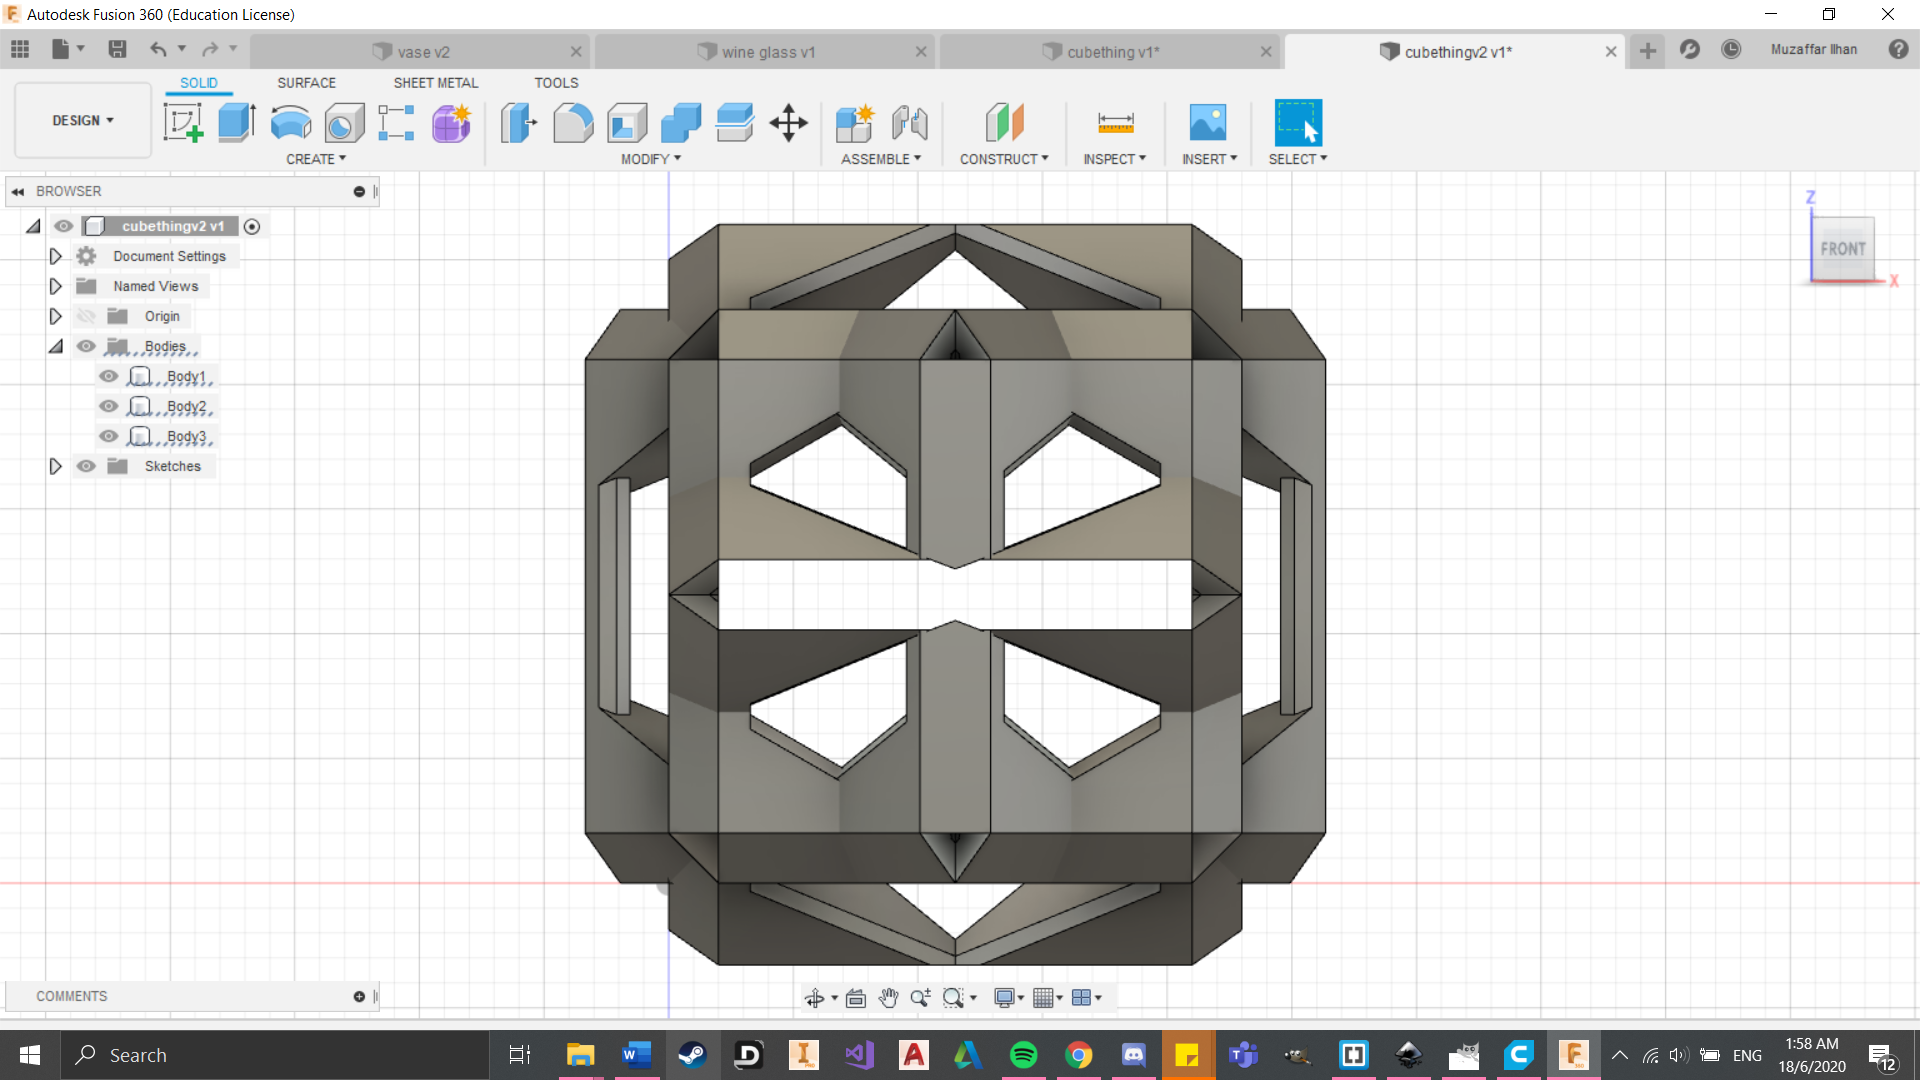 Autodesk Fusion 360 (Education License)
vase v2
wine glass v1
cubething v1*
cubethingv2 v1*
Muzaffar Ilhan
SOLID SURFACE SHEET METAL TOOLS
DESIGN
CREATE MODIFY ASSEMBLE CONSTRUCT INSPECT INSERT SELECT
BROWSER
cubethingv2 v1
Document Settings
Named Views
Origin
Bodies
Body1
Body2
Body3
Sketches
Z
FRONT
X
COMMENTS
Search
ENG
1:58 AM
18/6/2020
12